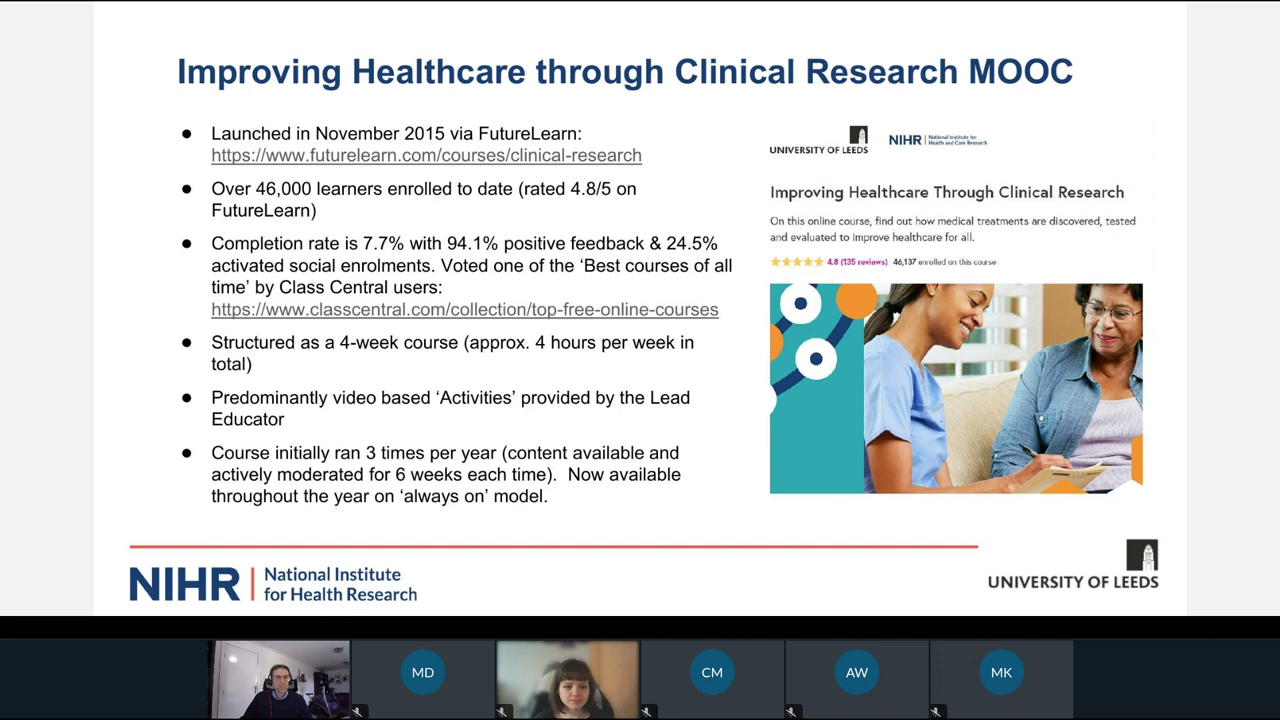 Improving Healthcare through Clinical Research MOOC
● Launched in November 2015 via FutureLearn:
https://www.futurelearn.com/courses/clinical-research
● Over 46,000 learners enrolled to date (rated 4.8/5 on
FutureLearn)
● Completion rate is 7.7% with 94.1% positive feedback & 24.5%
activated social enrolments. Voted one of the ‘Best courses of all
time’ by Class Central users:
https://www.classcentral.com/collection/top-free-online-courses
● Structured as a 4-week course (approx. 4 hours per week in
total)
● Predominantly video based ‘Activities’ provided by the Lead
Educator
● Course initially ran 3 times per year (content available and
actively moderated for 6 weeks each time). Now available
throughout the year on ‘always on’ model.
UNIVERSITY OF LEEDS
NIHR | National Institute for
Health and Care Research
Improving Healthcare Through Clinical Research
On this online course, find out how medical treatments are discovered, tested
and evaluated to improve healthcare for all.
4.8 (135 reviews) 46,137 enrolled on this course
NIHR | National Institute
for Health Research
UNIVERSITY OF LEEDS
MD
CM
AW
MK